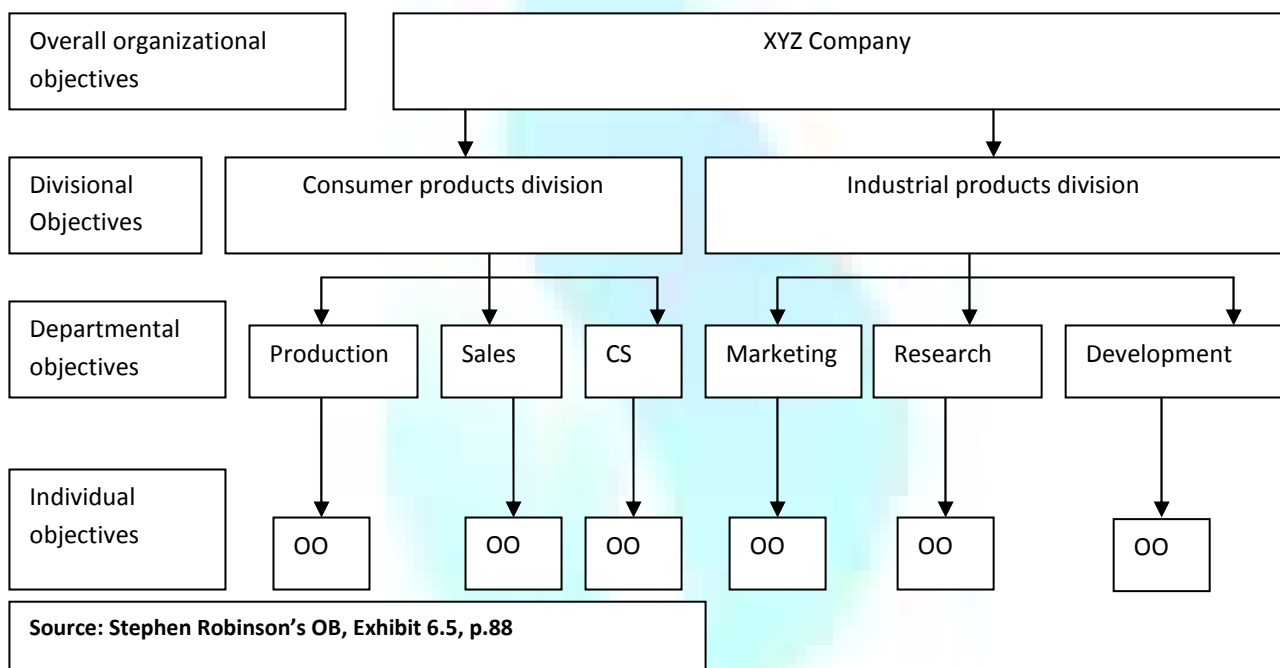 Overall organizational
objectives
XYZ Company
Divisional
Objectives
Consumer products division
Industrial products division
Departmental
objectives
Production
Sales
CS
Marketing
Research
Development
Individual
objectives
OO
OO
OO
OO
OO
OO
Source: Stephen Robinson’s OB, Exhibit 6.5, p.88